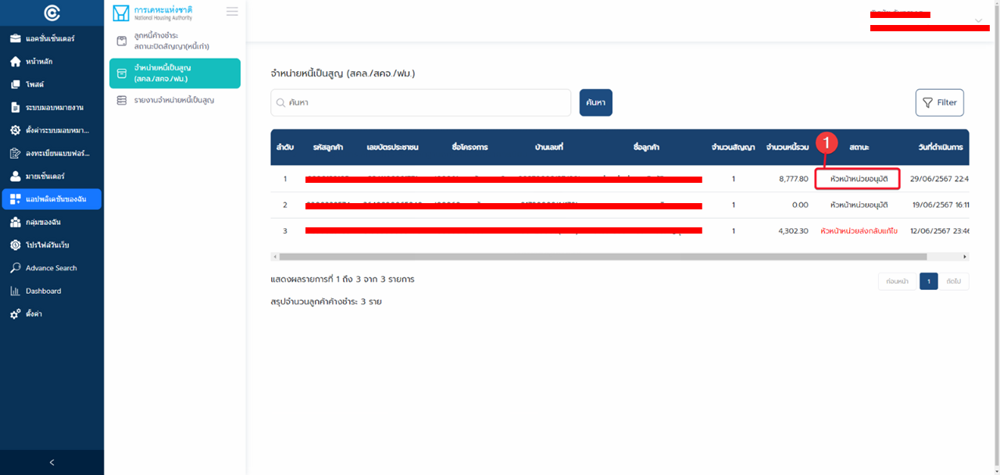 แอคชั่นเซ็นเตอร์
หน้าหลัก
โพสต์
ระบบมอบหมายงาน
ตั้งค่าระบบมอบหมา...
ลงทะเบียนแบบฟอร์...
มายเซ็นเตอร์
แอปพลิเคชันของฉัน
กลุ่มของฉัน
โปรไฟล์วันเว็บ
Advance Search
Dashboard
ตั้งค่า
การเคหะแห่งชาติ
National Housing Authority
ลูกหนี้ค้างชำระ
สถานะปิดสัญญา(หนี้เก่า)
จำหน่ายหนี้เป็นสูญ
(สคล./สคจ./ฟม.)
รายงานจำหน่ายหนี้เป็นสูญ
จำหน่ายหนี้เป็นสูญ (สคล./สคจ./ฟม.)
ค้นหา ค้นหา Filter
ลำดับ รหัสลูกค้า เลขบัตรประชาชน ชื่อโครงการ บ้านเลขที่ ชื่อลูกค้า จำนวนสัญญา จำนวนหนี้รวม 1 สถานะ วันที่ดำเนินการ
1 1 8,777.80 หัวหน้าหน่วยอนุมัติ 29/06/2567 22:4
2 1 0.00 หัวหน้าหน่วยอนุมัติ 19/06/2567 16:11
3 1 4,302.30 หัวหน้าหน่วยส่งกลับแก้ไข 12/06/2567 23:46
แสดงผลรายการที่ 1 ถึง 3 จาก 3 รายการ
ก่อนหน้า 1 ถัดไป
สรุปจำนวนลูกค้าค้างชำระ 3 ราย